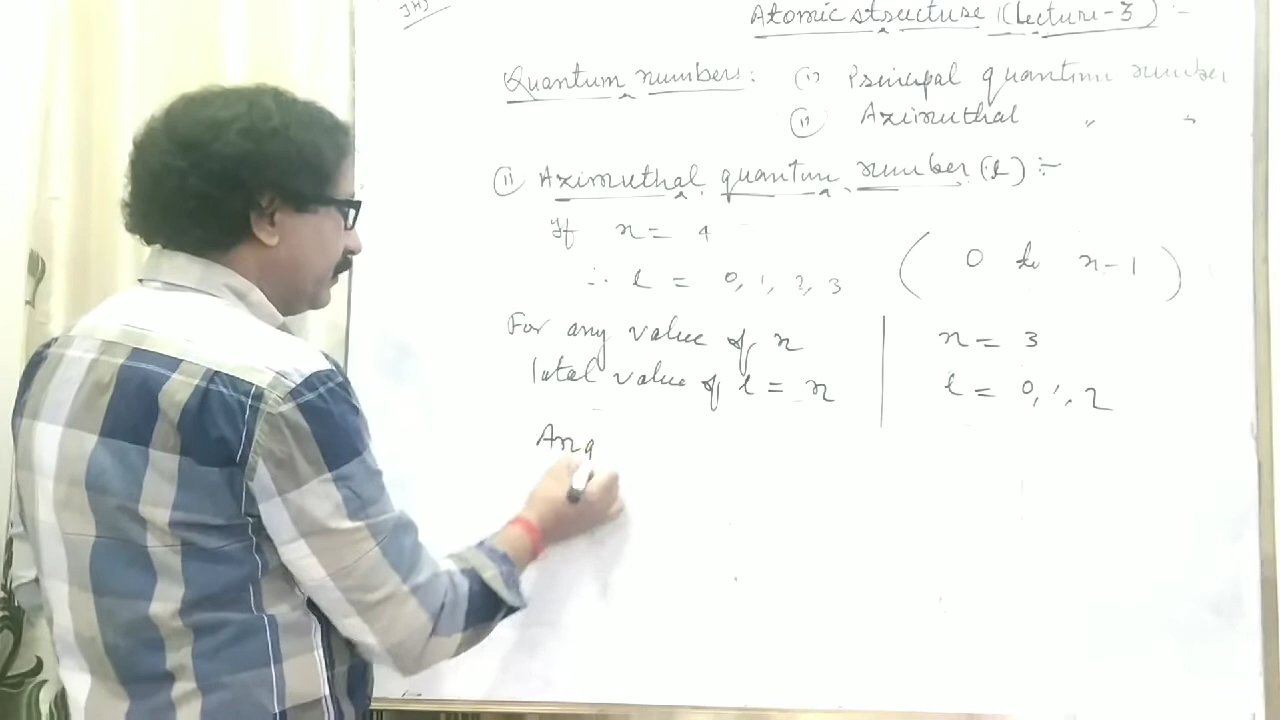 JHJ
Atomic structure (Lecture-3) :-
Quantum numbers: (i) Principal quantum number
(ii) Azimuthal " "
(ii) Azimuthal quantum number (l) :-
If n = 4
∴ l = 0, 1, 2, 3 ( 0 to n-1 )
For any value of n n = 3
Total value of l = n l = 0, 1, 2
Ang